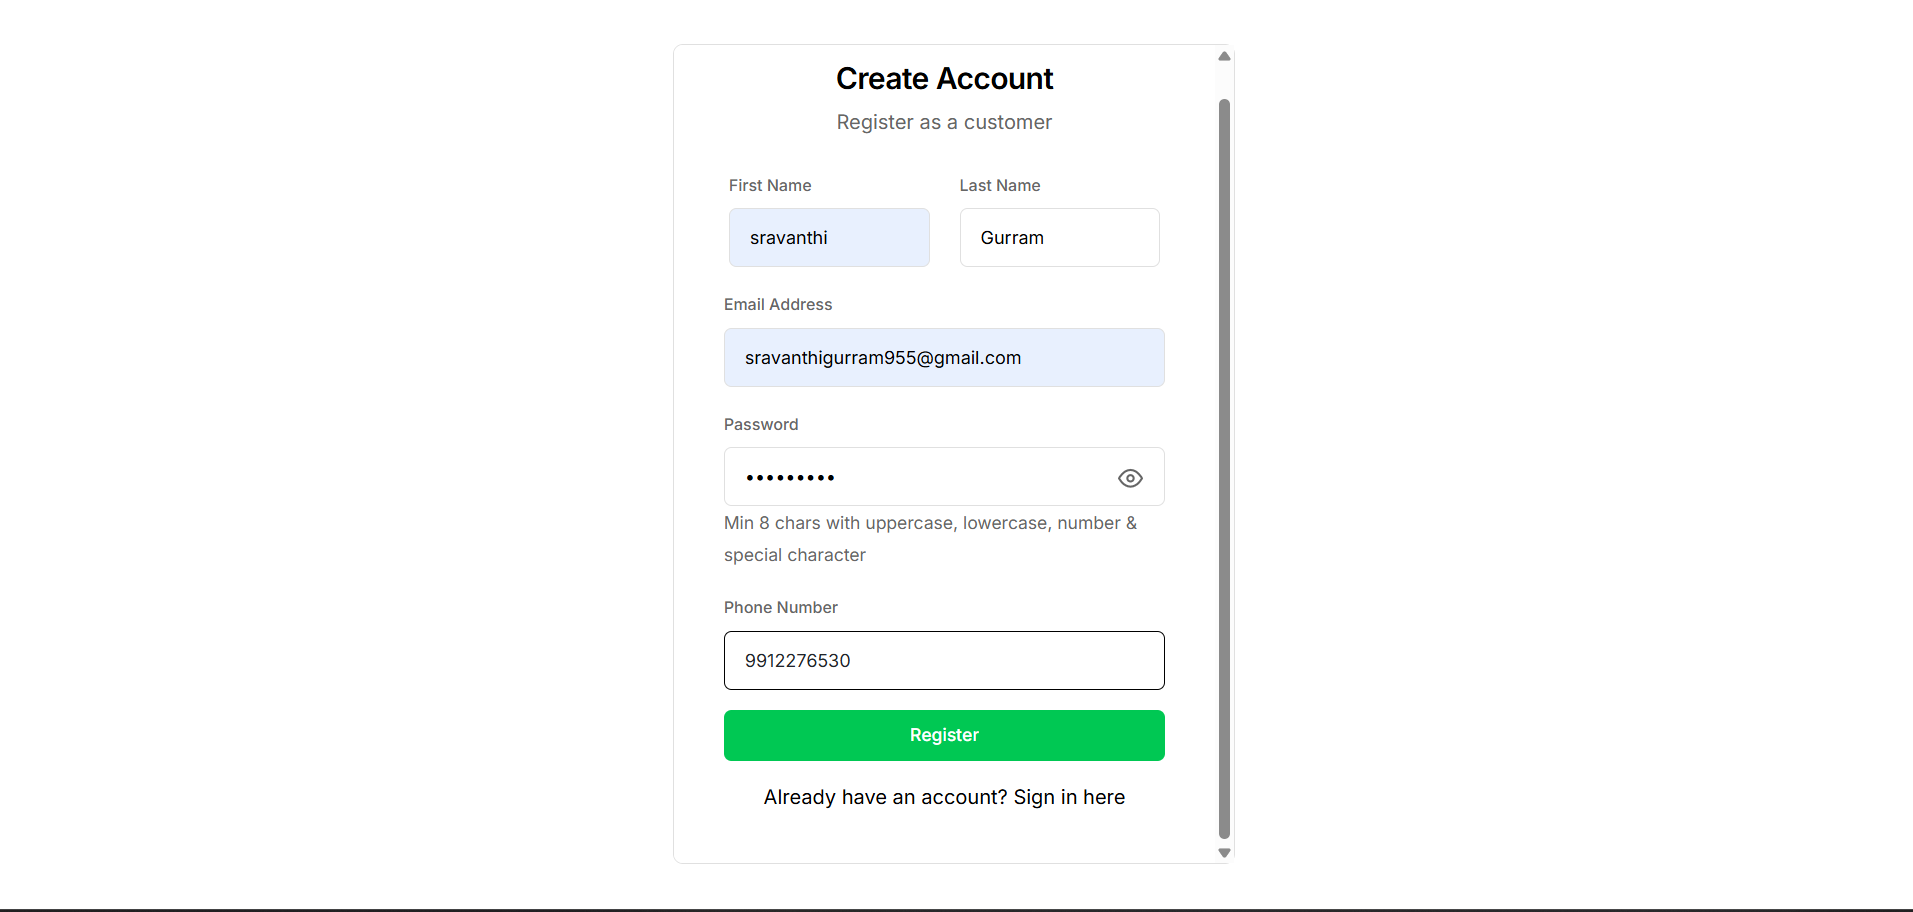 Create Account
Register as a customer
First Name Last Name
sravanthi Gurram
Email Address
sravanthigurram955@gmail.com
Password
•••••••••
Min 8 chars with uppercase, lowercase, number &
special character
Phone Number
9912276530
Register
Already have an account? Sign in here